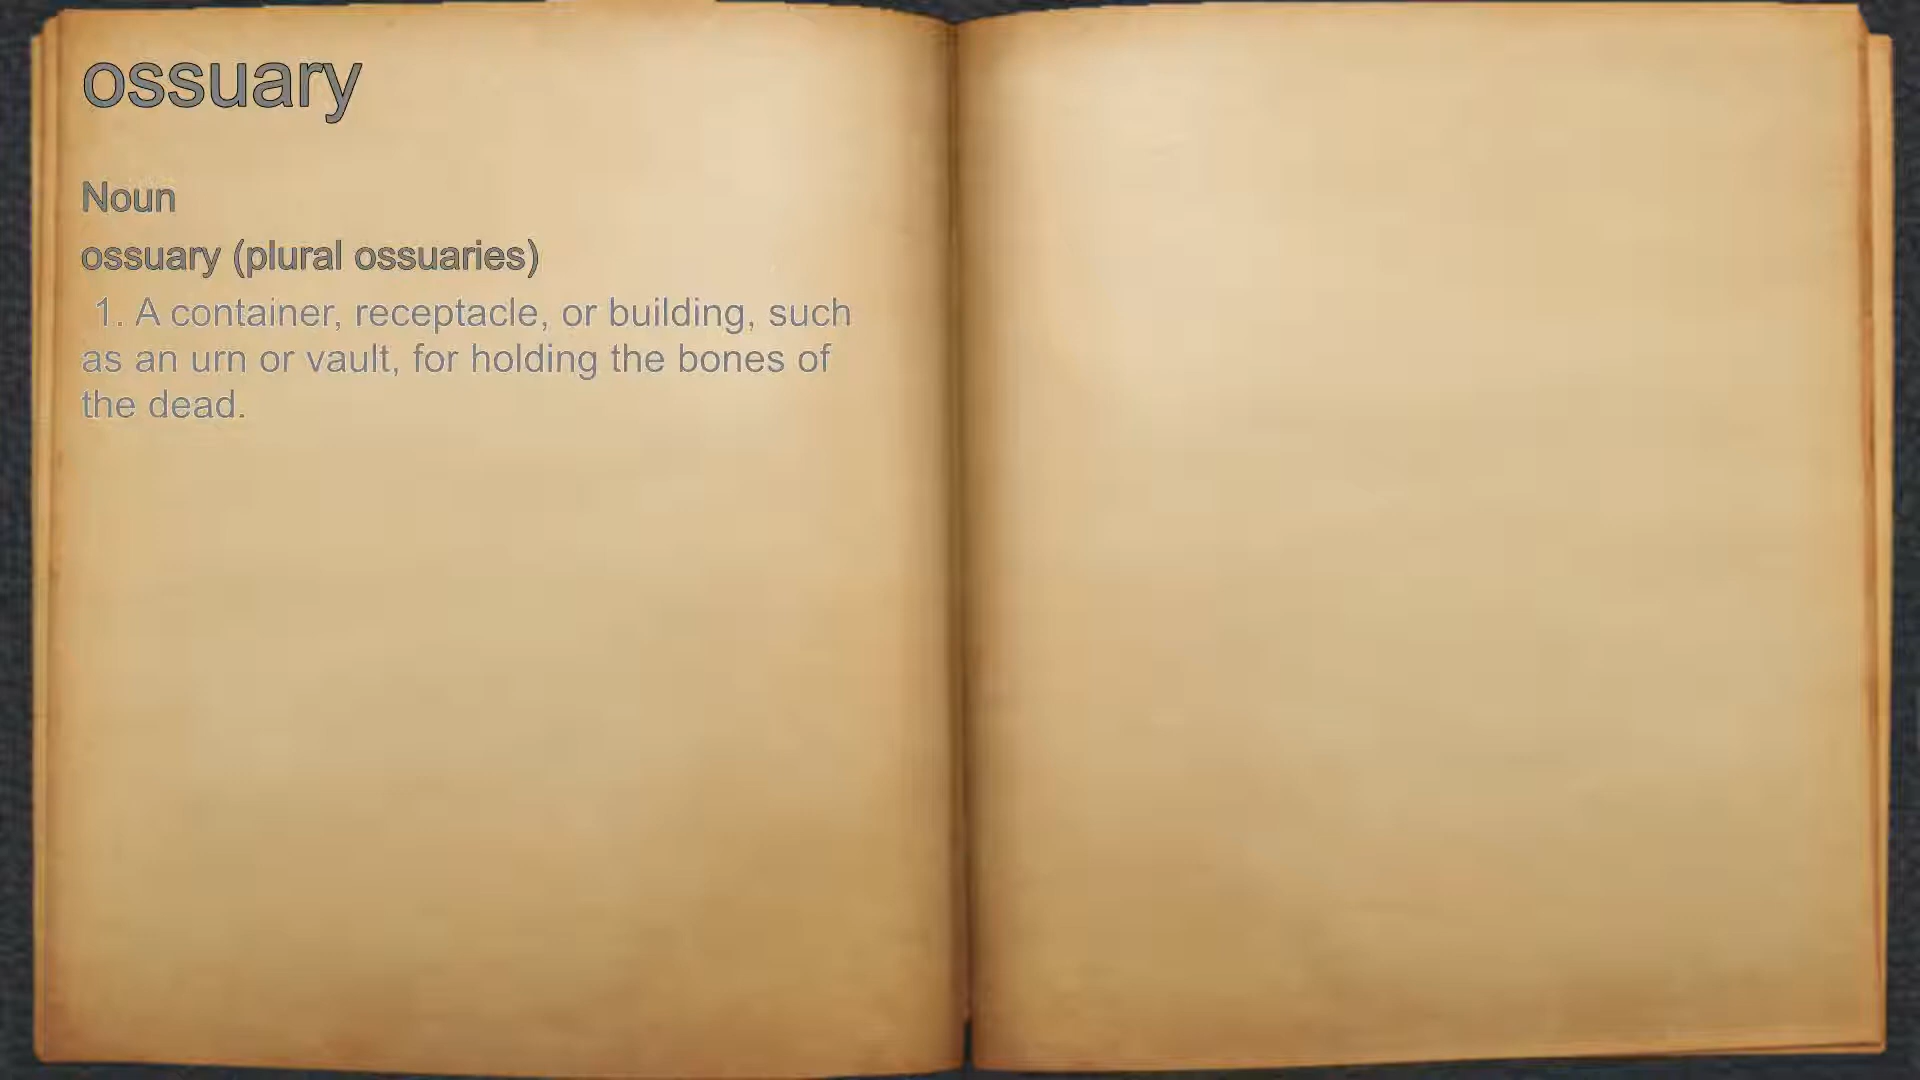 ossuary
Noun
ossuary (plural ossuaries)
1. A container, receptacle, or building, such
as an urn or vault, for holding the bones of
the dead.